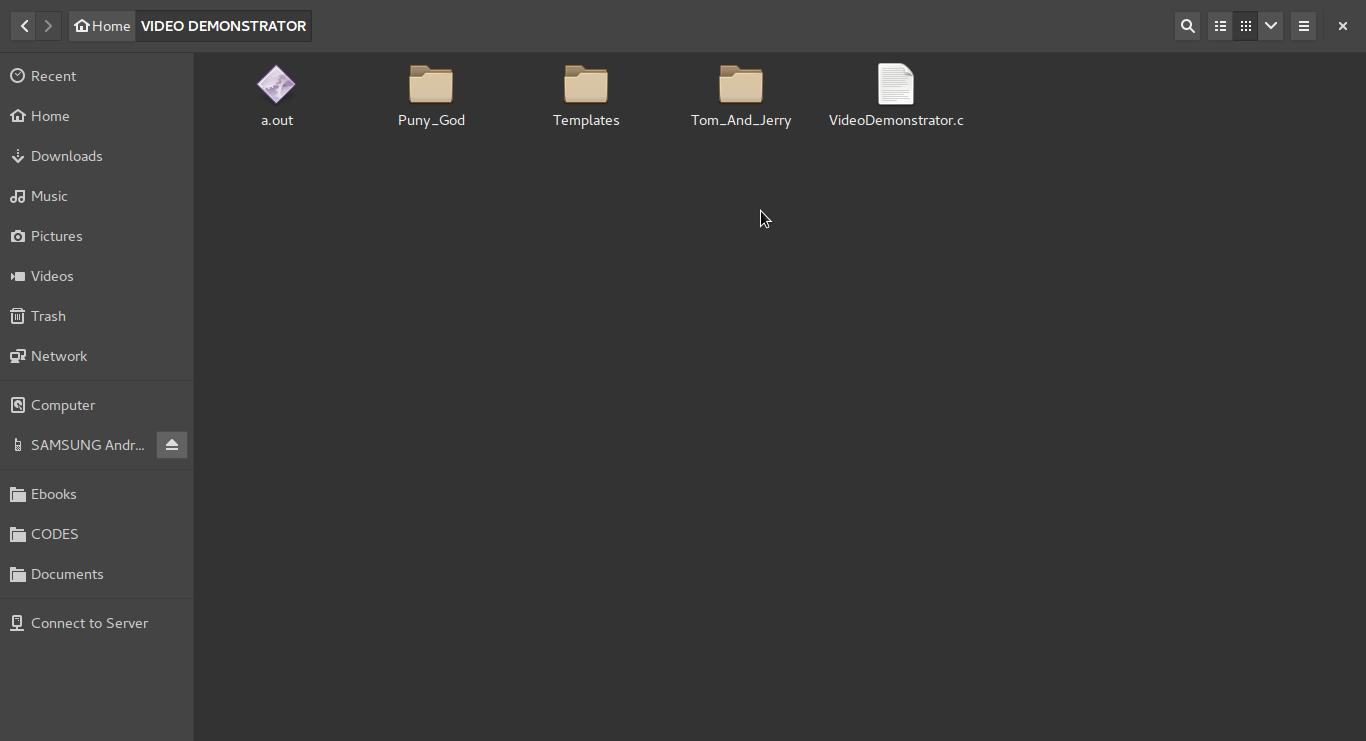 Home VIDEO DEMONSTRATOR
Recent
Home
Downloads
Music
Pictures
Videos
Trash
Network
Computer
SAMSUNG Andr...
Ebooks
CODES
Documents
Connect to Server
a.out
Puny_God
Templates
Tom_And_Jerry
VideoDemonstrator.c